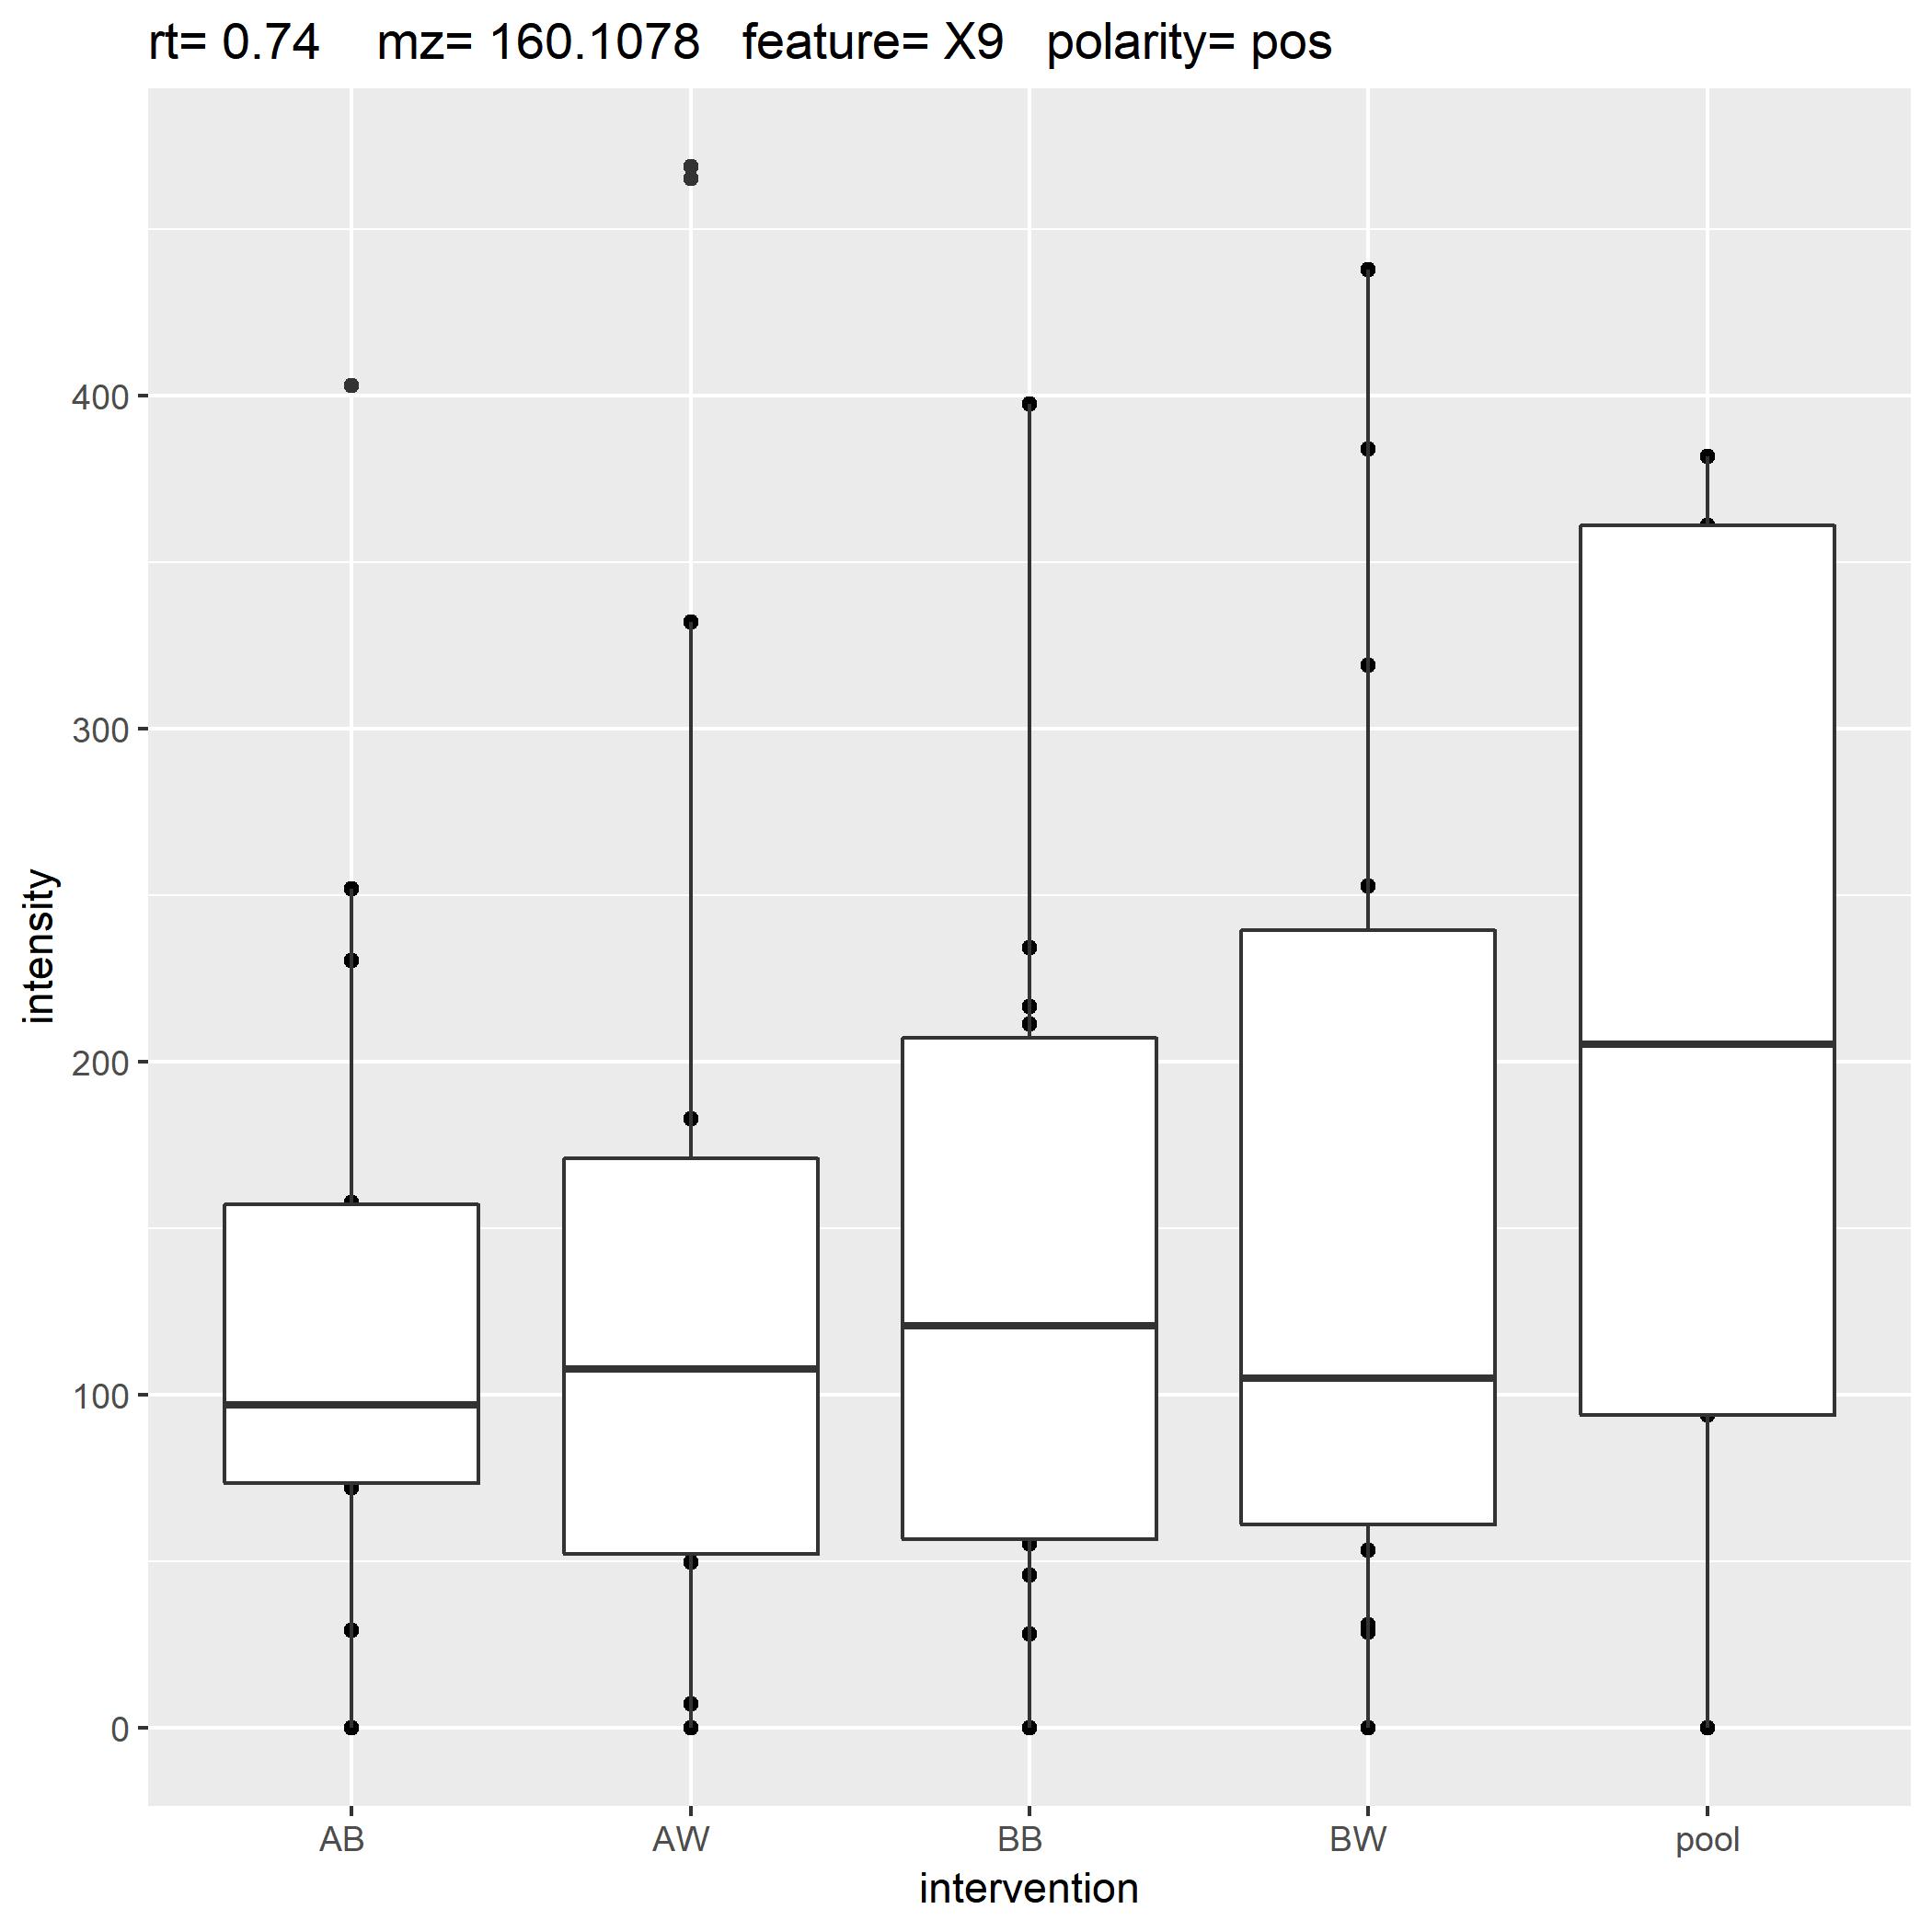 rt= 0.74    mz= 160.1078   feature= X9   polarity= pos
intensity
400
300
200
100
0
AB AW BB BW pool
intervention